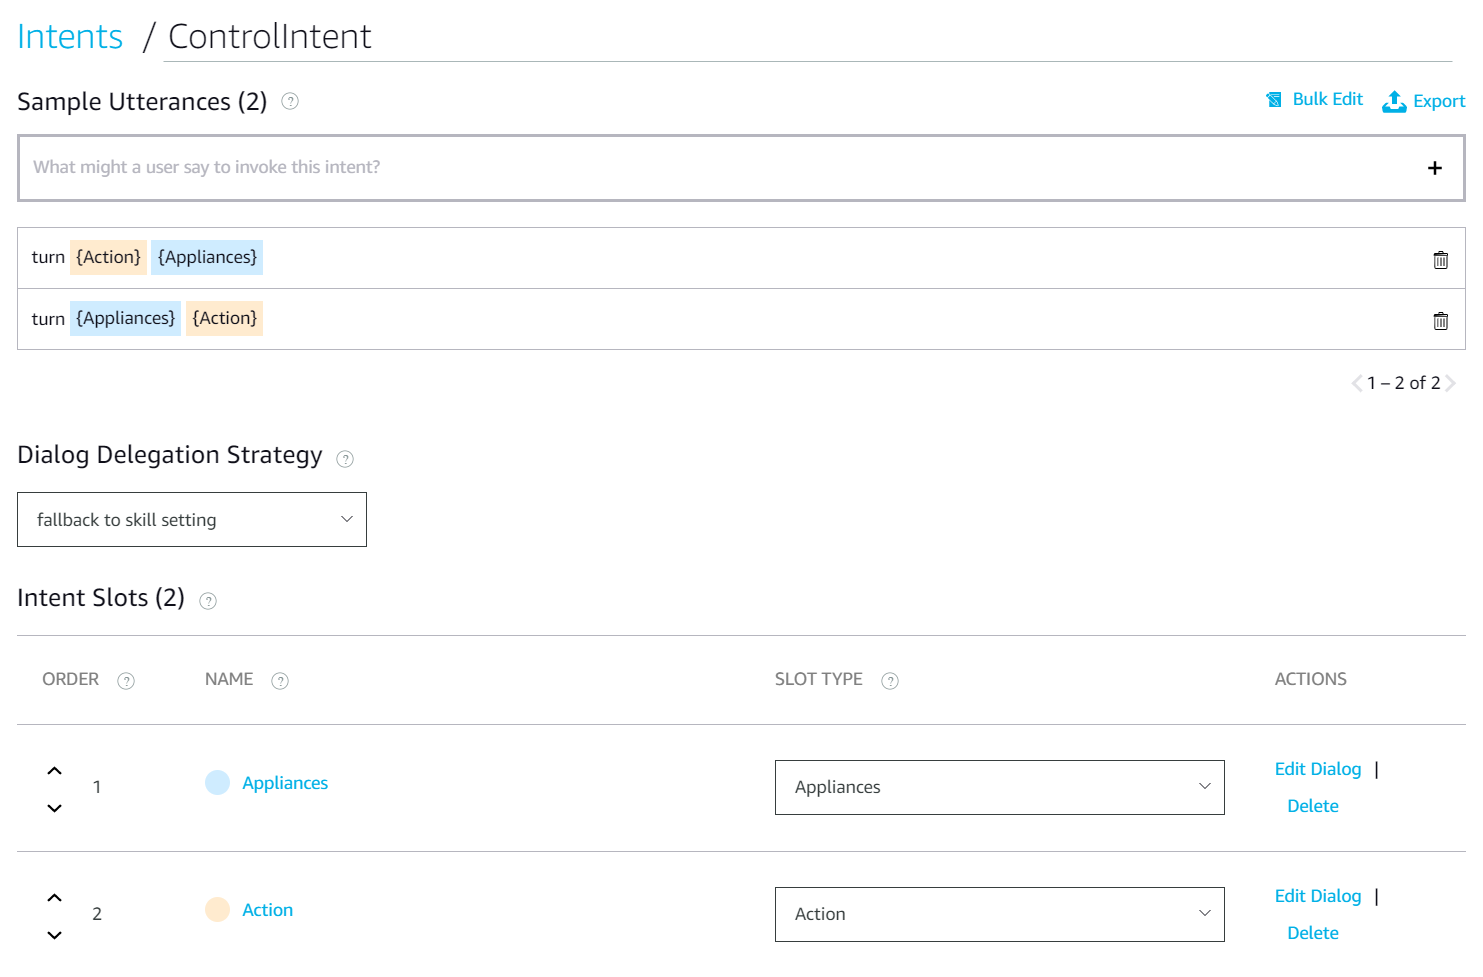 Intents / ControlIntent
Sample Utterances (2) ?
Bulk Edit Export
What might a user say to invoke this intent? +
turn {Action} {Appliances}
turn {Appliances} {Action}
1 – 2 of 2
Dialog Delegation Strategy ?
fallback to skill setting
Intent Slots (2) ?
ORDER ? NAME ? SLOT TYPE ? ACTIONS
1 Appliances Appliances Edit Dialog |
Delete
2 Action Action Edit Dialog |
Delete